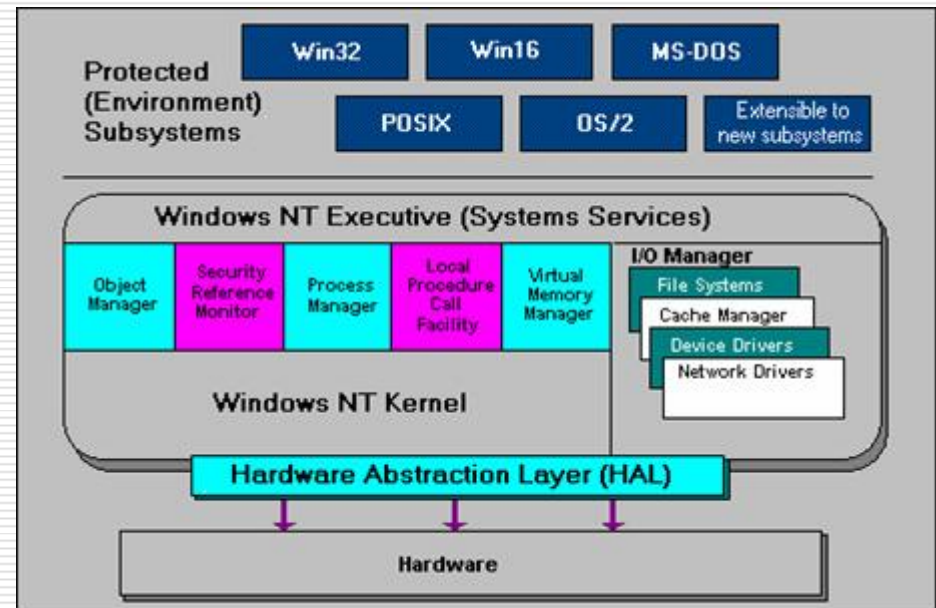 Protected
(Environment)
Subsystems
Win32
Win16
MS-DOS
POSIX
OS/2
Extensible to
new subsystems
Windows NT Executive (Systems Services)
Object
Manager
Security
Reference
Monitor
Process
Manager
Local
Procedure
Call
Facility
Virtual
Memory
Manager
I/O Manager
File Systems
Cache Manager
Device Drivers
Network Drivers
Windows NT Kernel
Hardware Abstraction Layer (HAL)
Hardware